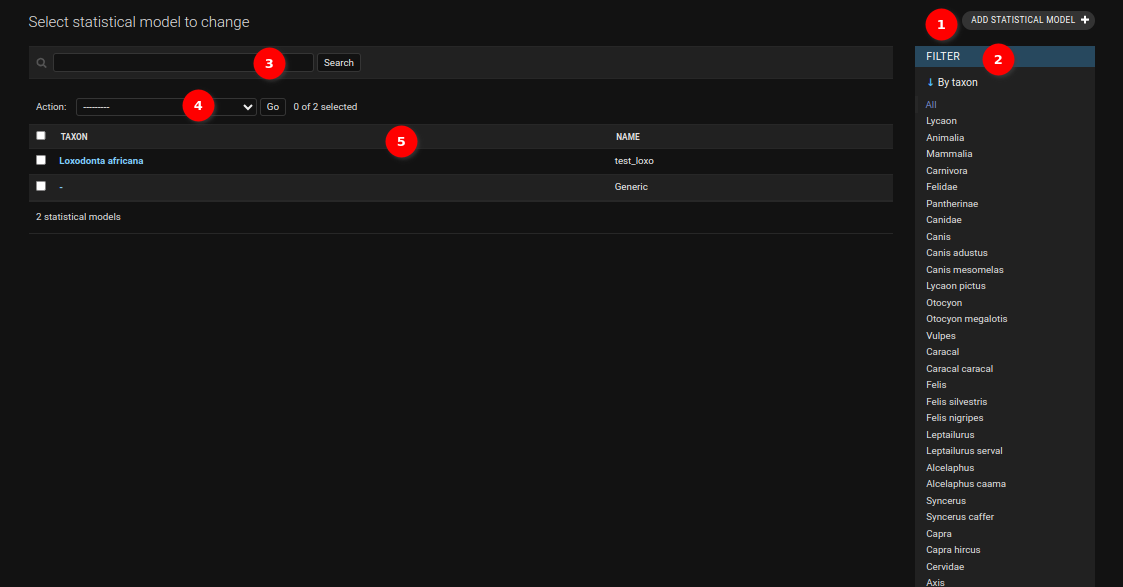 Select statistical model to change
1
ADD STATISTICAL MODEL +
3
Search
Action:
---------
4
Go
0 of 2 selected
5
TAXON NAME
Loxodonta africana test_loxo
- Generic
2 statistical models
FILTER
2
↓ By taxon
All
Lycaon
Animalia
Mammalia
Carnivora
Felidae
Pantherinae
Canidae
Canis
Canis adustus
Canis mesomelas
Lycaon pictus
Otocyon
Otocyon megalotis
Vulpes
Caracal
Caracal caracal
Felis
Felis silvestris
Felis nigripes
Leptailurus
Leptailurus serval
Alcelaphus
Alcelaphus caama
Syncerus
Syncerus caffer
Capra
Capra hircus
Cervidae
Axis